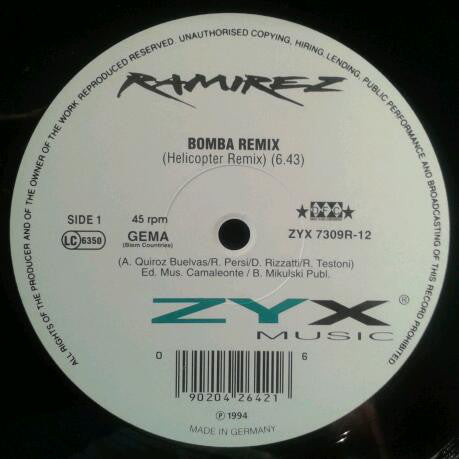 ALL RIGHTS OF THE PRODUCER AND OF THE OWNER OF THE WORK REPRODUCED RESERVED. UNAUTHORISED COPYING, HIRING, LENDING, PUBLIC PERFORMANCE AND BROADCASTING OF THIS RECORD PROHIBITED.
RAMIREZ
BOMBA REMIX
(Helicopter Remix) (6.43)
SIDE 1 45 rpm
DFC
LC 6350 GEMA ZYX 7309R-12
(Biem Countries)
(A. Quiroz Buelvas/R. Persi/D. Rizzatti/R. Testoni)
Ed. Mus. Camaleonte / B. Mikulski Publ.
ZYX ®
MUSIC
0 6
90204 26421
℗ 1994
MADE IN GERMANY